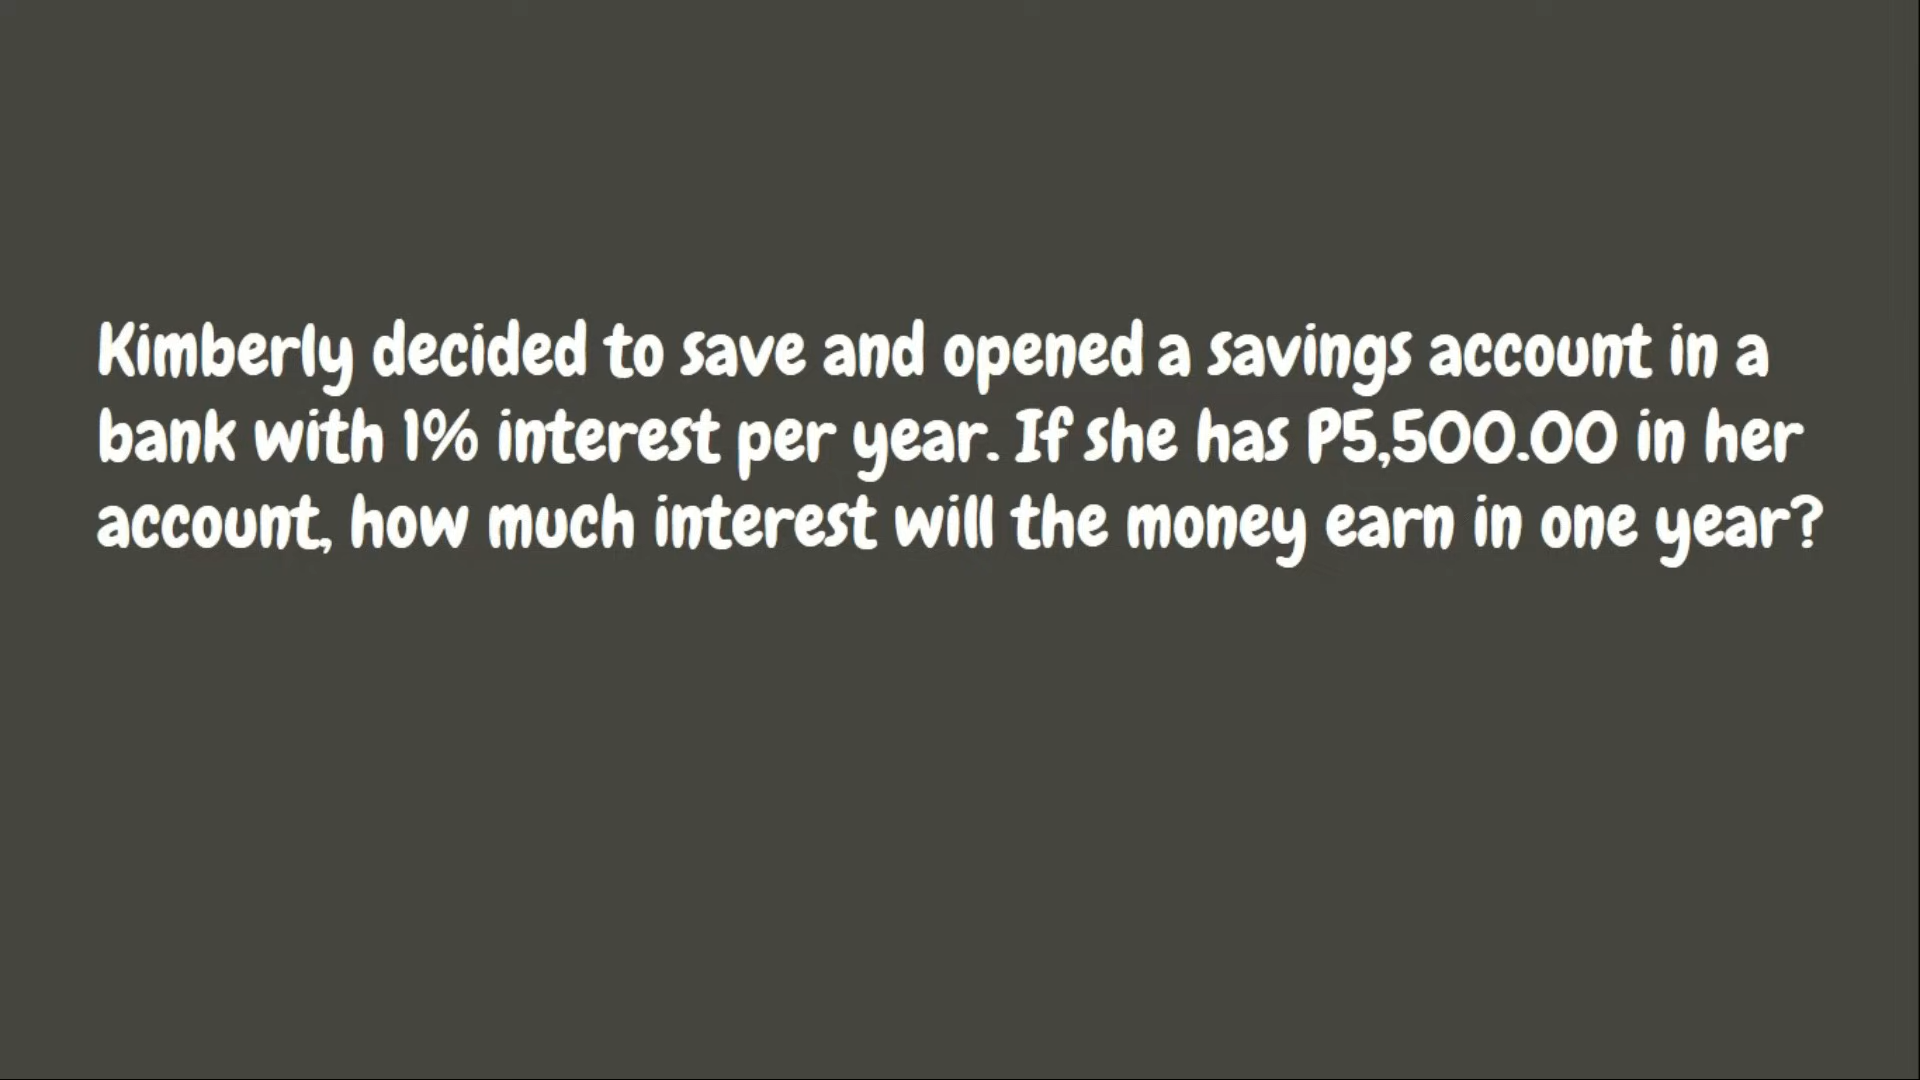 Kimberly decided to save and opened a savings account in a
bank with 1% interest per year. If she has P5,500.00 in her
account, how much interest will the money earn in one year?